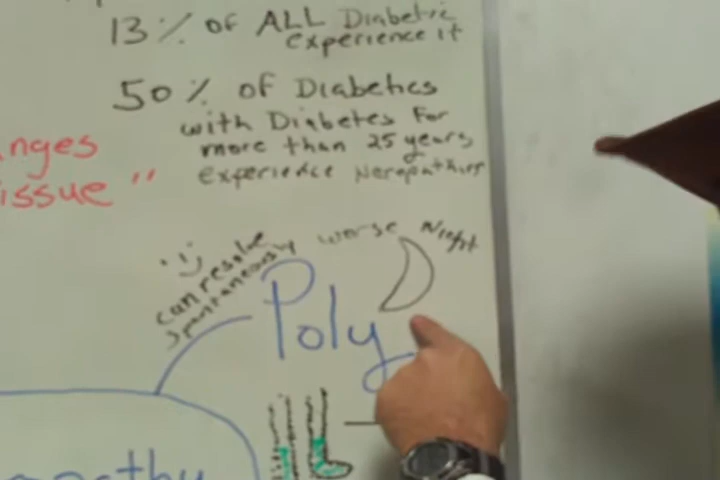 13% of ALL Diabetic
experience it
50% of Diabetics
with Diabetes For
more than 25 years
experience
nges
issue"
worse Night
can resolve
spontaneously
Poly
pathy